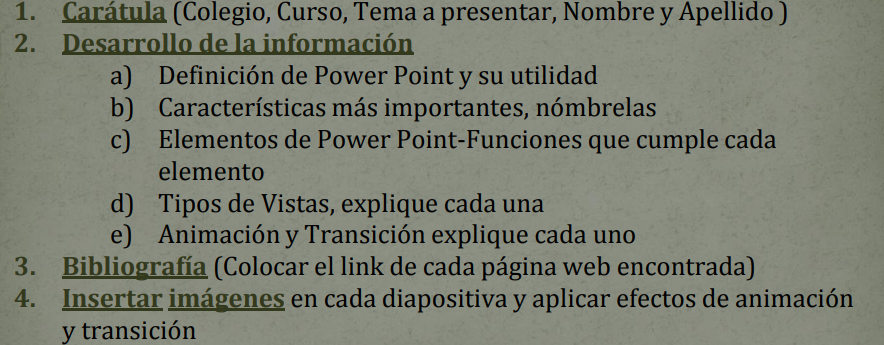 1. Carátula (Colegio, Curso, Tema a presentar, Nombre y Apellido )
2. Desarrollo de la información
a) Definición de Power Point y su utilidad
b) Características más importantes, nómbrelas
c) Elementos de Power Point-Funciones que cumple cada
elemento
d) Tipos de Vistas, explique cada una
e) Animación y Transición explique cada uno
3. Bibliografía (Colocar el link de cada página web encontrada)
4. Insertar imágenes en cada diapositiva y aplicar efectos de animación
y transición